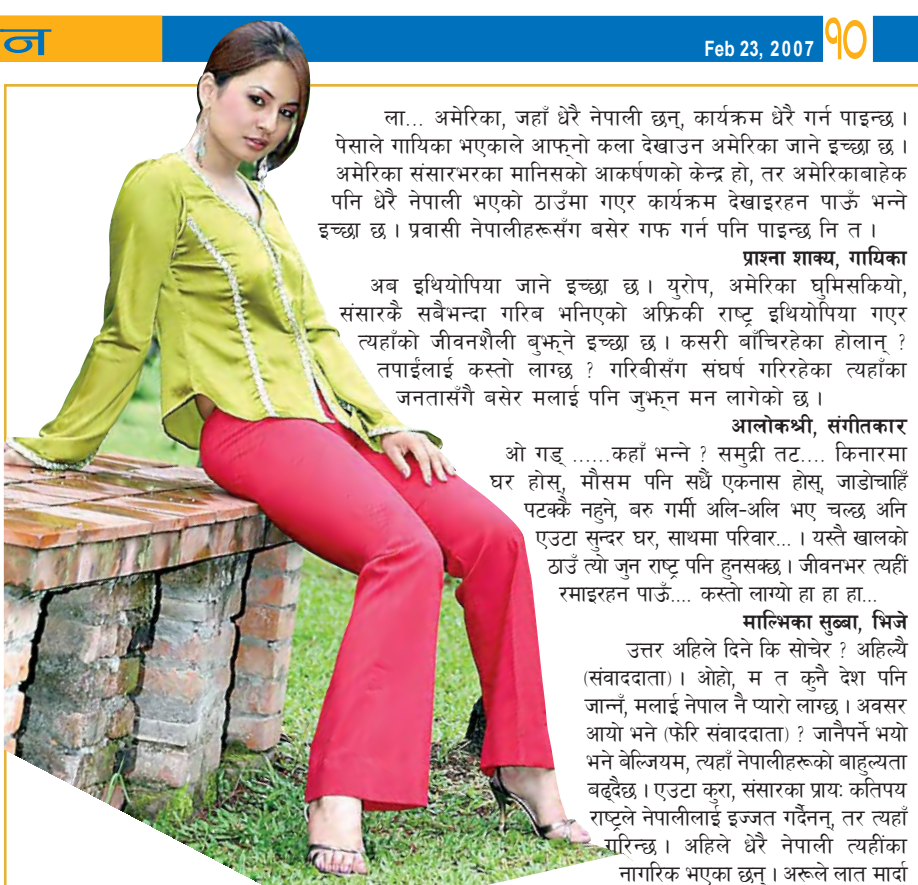 न
Feb 23, 2007 १०
ला... अमेरिका, जहाँ धेरै नेपाली छन्, कार्यक्रम धेरै गर्न पाइन्छ ।
पेसाले गायिका भएकाले आफ्नो कला देखाउन अमेरिका जाने इच्छा छ ।
अमेरिका संसारभरका मानिसको आकर्षणको केन्द्र हो, तर अमेरिकाबाहेक
पनि धेरै नेपाली भएको ठाउँमा गएर कार्यक्रम देखाइरहन पाऊँ भन्ने
इच्छा छ । प्रवासी नेपालीहरूसँग बसेर गफ गर्न पनि पाइन्छ नि त ।
प्राश्ना शाक्य, गायिका
अब इथियोपिया जाने इच्छा छ । युरोप, अमेरिका घुमिसकियो,
संसारकै सबैभन्दा गरिब भनिएको अफ्रिकी राष्ट्र इथियोपिया गएर
त्यहाँको जीवनशैली बुझ्ने इच्छा छ । कसरी बाँचिरहेका होलान् ?
तपाईंलाई कस्तो लाग्छ ? गरिबीसँग संघर्ष गरिरहेका त्यहाँका
जनतासँगै बसेर मलाई पनि जुझ्न मन लागेको छ ।
आलोकश्री, संगीतकार
ओ गड् ......कहाँ भन्ने ? समुद्री तट.... किनारमा
घर होस्, मौसम पनि सधैं एकनास होस्, जाडोचाहिँ
पटक्कै नहुने, बरु गर्मी अलि-अलि भए चल्छ अनि
एउटा सुन्दर घर, साथमा परिवार... । यस्तै खालको
ठाउँ त्यो जुन राष्ट्र पनि हुनसक्छ । जीवनभर त्यहीं
रमाइरहन पाऊँ.... कस्तो लाग्यो हा हा हा...
माल्भिका सुब्बा, भिजे
उत्तर अहिले दिने कि सोचेर ? अहिल्यै
(संवाददाता) । ओहो, म त कुनै देश पनि
जान्नँ, मलाई नेपाल नै प्यारो लाग्छ । अवसर
आयो भने (फेरि संवाददाता) ? जानैपर्ने भयो
भने बेल्जियम, त्यहाँ नेपालीहरूको बाहुल्यता
बढ्दैछ । एउटा कुरा, संसारका प्रायः कतिपय
राष्ट्रले नेपालीलाई इज्जत गर्दैनन्, तर त्यहाँ
गरिन्छ । अहिले धेरै नेपाली त्यहींका
नागरिक भएका छन् । अरूले लात मार्दा